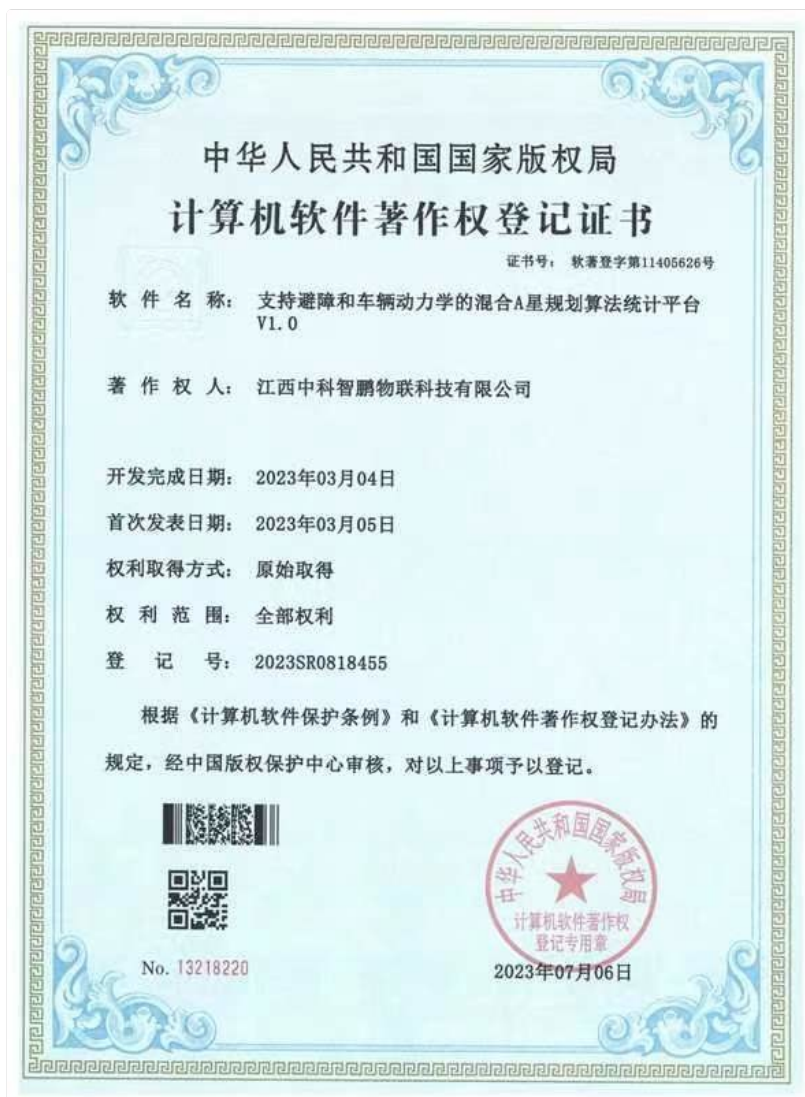 中华人民共和国国家版权局
计算机软件著作权登记证书
证书号： 软著登字第11405626号
软件名称： 支持避障和车辆动力学的混合A星规划算法统计平台
V1.0
著作权人： 江西中科智鹏物联科技有限公司
开发完成日期： 2023年03月04日
首次发表日期： 2023年03月05日
权利取得方式： 原始取得
权利范围： 全部权利
登记号： 2023SR0818455
根据《计算机软件保护条例》和《计算机软件著作权登记办法》的
规定，经中国版权保护中心审核，对以上事项予以登记。
中华人民共和国国家版权局
计算机软件著作权
登记专用章
No. 13218220
2023年07月06日